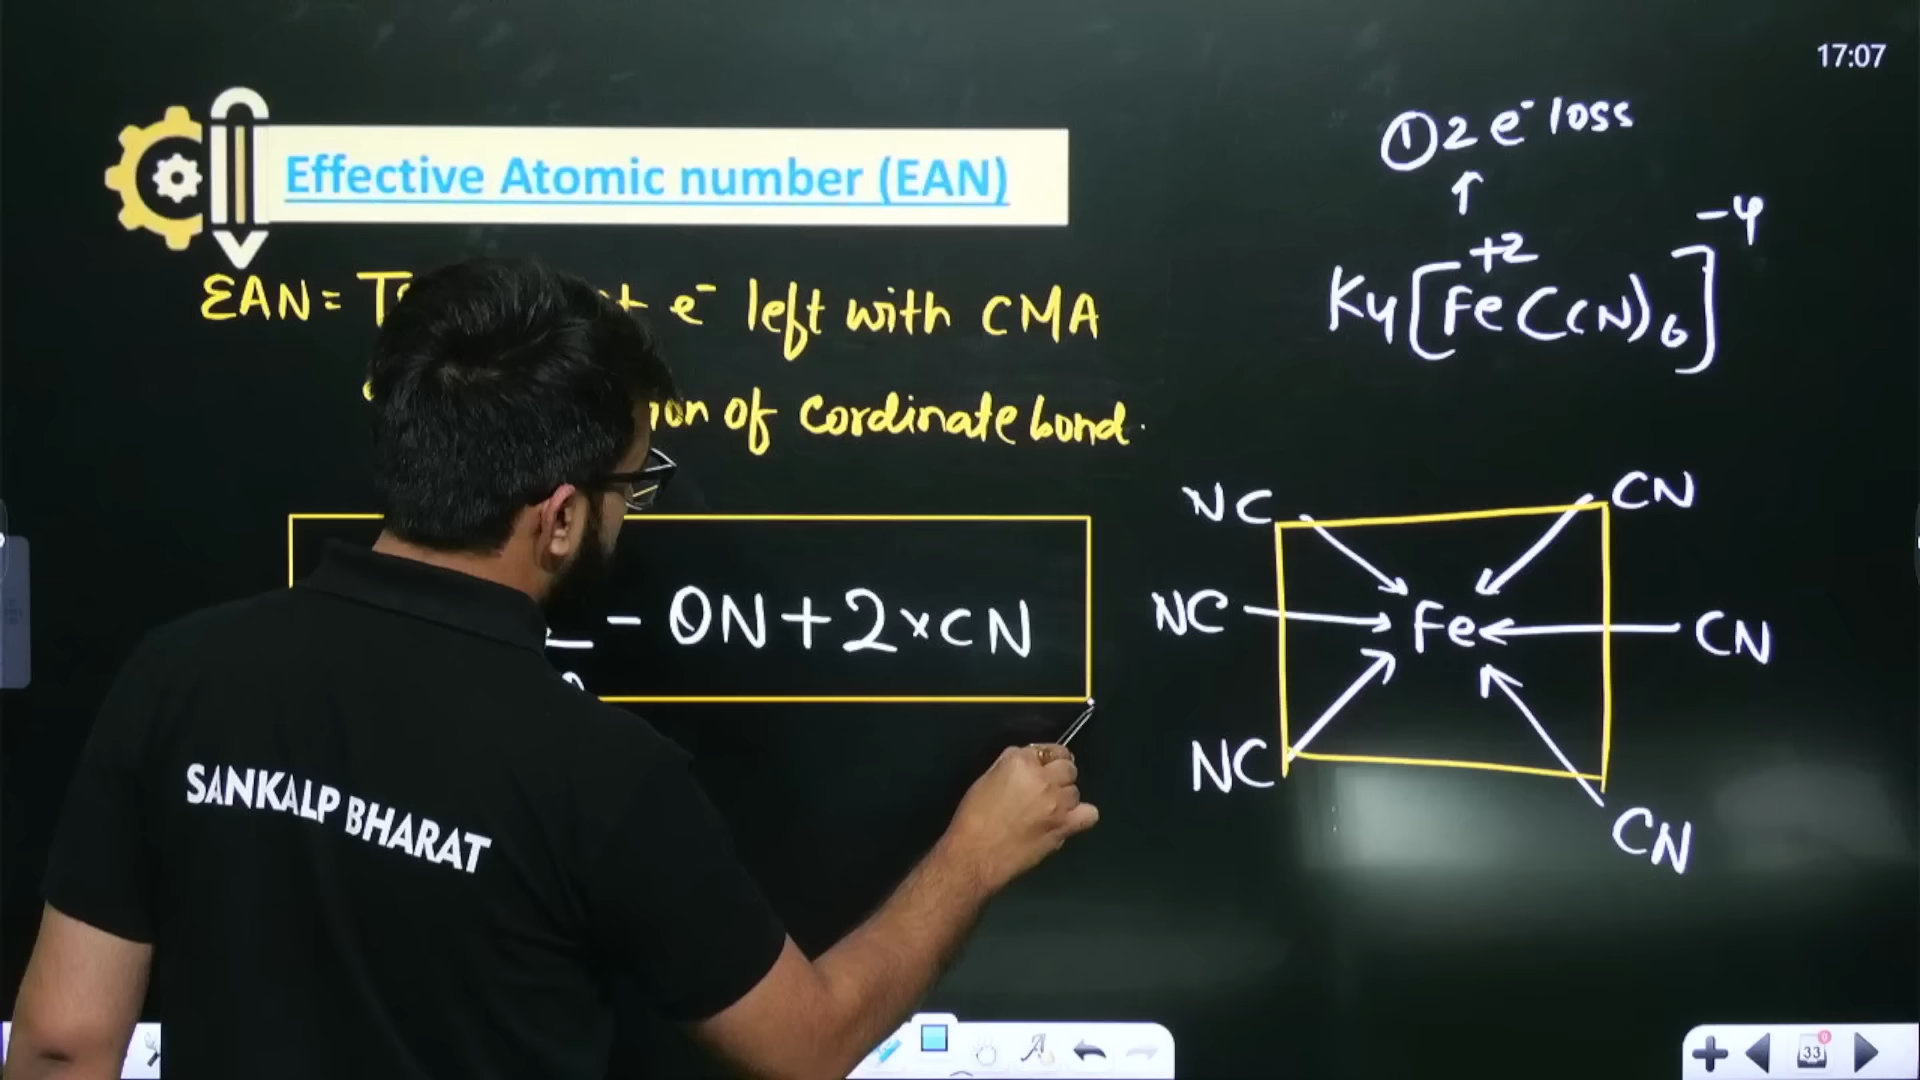 17:07
Effective Atomic number (EAN)
EAN = e⁻ left with CMA
of cordinate bond.
- ON + 2 × CN
① 2 e⁻ loss
↑
+2
K4[Fe(CN)6]⁻⁴
NC CN
NC Fe CN
NC CN
SANKALP BHARAT
33